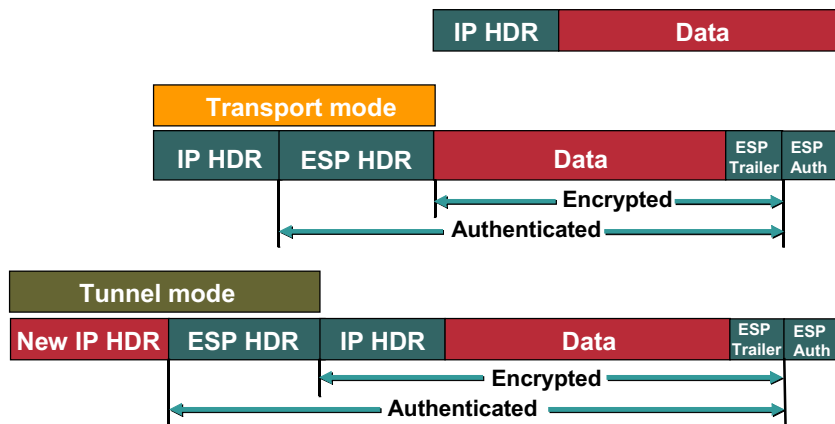 IP HDR Data
Transport mode
IP HDR ESP HDR Data ESP Trailer ESP Auth
Encrypted
Authenticated
Tunnel mode
New IP HDR ESP HDR IP HDR Data ESP Trailer ESP Auth
Encrypted
Authenticated